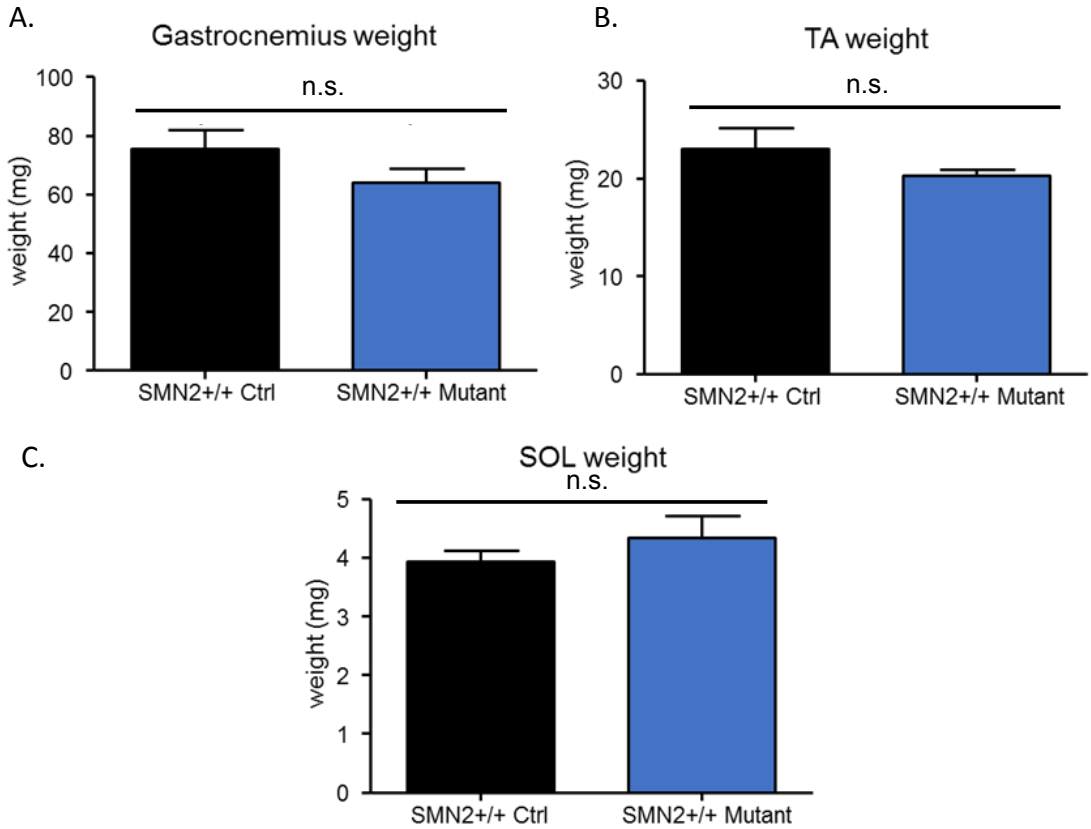 A.
Gastrocnemius weight
n.s.
100
80
60
40
20
0
weight (mg)
SMN2+/+ Ctrl
SMN2+/+ Mutant
B.
TA weight
n.s.
30
20
10
0
weight (mg)
SMN2+/+ Ctrl
SMN2+/+ Mutant
C.
SOL weight
n.s.
5
4
3
2
1
0
weight (mg)
SMN2+/+ Ctrl
SMN2+/+ Mutant